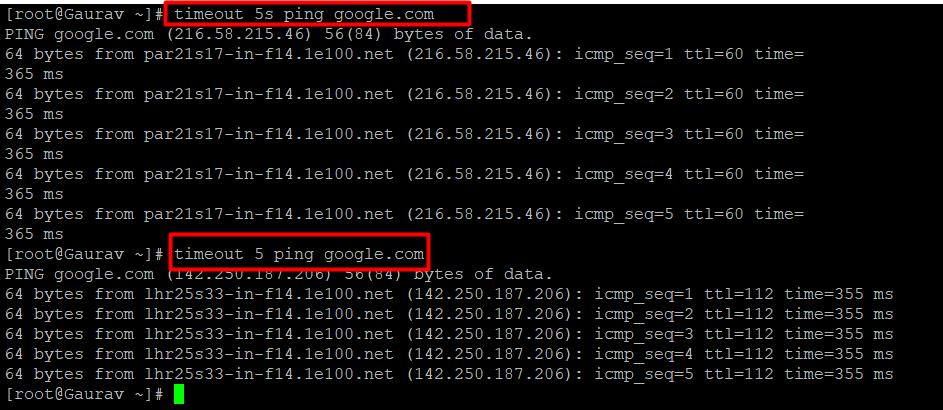 [root@Gaurav ~]# timeout 5s ping google.com
PING google.com (216.58.215.46) 56(84) bytes of data.
64 bytes from par21s17-in-f14.1e100.net (216.58.215.46): icmp_seq=1 ttl=60 time=
365 ms
64 bytes from par21s17-in-f14.1e100.net (216.58.215.46): icmp_seq=2 ttl=60 time=
365 ms
64 bytes from par21s17-in-f14.1e100.net (216.58.215.46): icmp_seq=3 ttl=60 time=
365 ms
64 bytes from par21s17-in-f14.1e100.net (216.58.215.46): icmp_seq=4 ttl=60 time=
365 ms
64 bytes from par21s17-in-f14.1e100.net (216.58.215.46): icmp_seq=5 ttl=60 time=
365 ms
[root@Gaurav ~]# timeout 5 ping google.com
PING google.com (142.250.187.206) 56(84) bytes of data.
64 bytes from lhr25s33-in-f14.1e100.net (142.250.187.206): icmp_seq=1 ttl=112 time=355 ms
64 bytes from lhr25s33-in-f14.1e100.net (142.250.187.206): icmp_seq=2 ttl=112 time=355 ms
64 bytes from lhr25s33-in-f14.1e100.net (142.250.187.206): icmp_seq=3 ttl=112 time=355 ms
64 bytes from lhr25s33-in-f14.1e100.net (142.250.187.206): icmp_seq=4 ttl=112 time=355 ms
64 bytes from lhr25s33-in-f14.1e100.net (142.250.187.206): icmp_seq=5 ttl=112 time=355 ms
[root@Gaurav ~]#